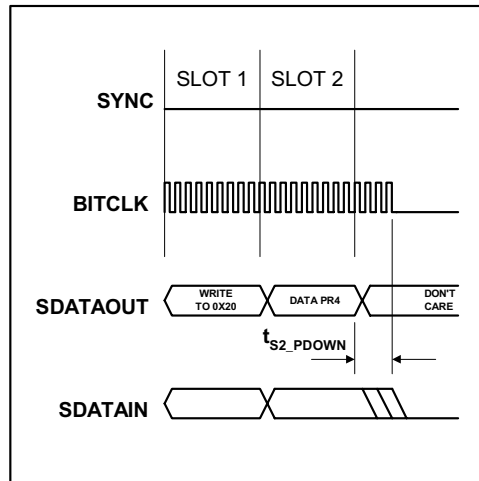 SLOT 1 SLOT 2
SYNC
BITCLK
WRITE
TO 0X20
DATA PR4
DON'T
CARE
SDATAOUT
tS2_PDOWN
SDATAIN